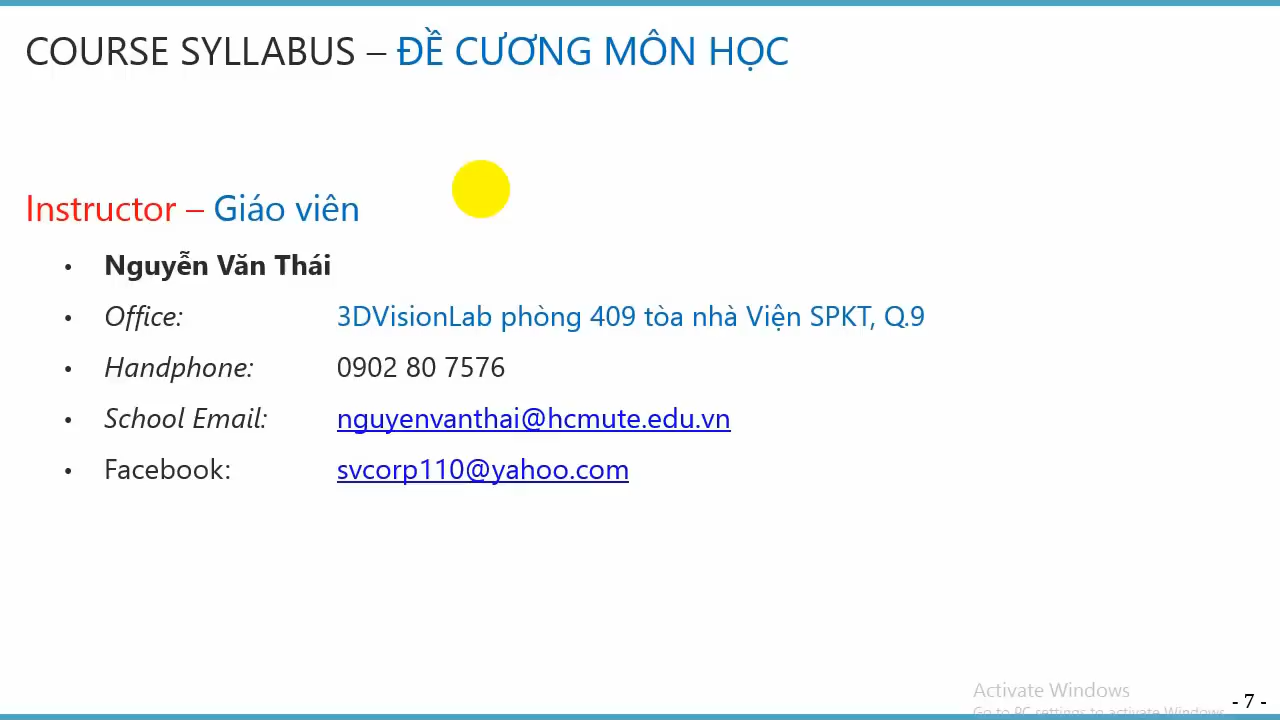 COURSE SYLLABUS – ĐỀ CƯƠNG MÔN HỌC
Instructor – Giáo viên
• Nguyễn Văn Thái
• Office: 3DVisionLab phòng 409 tòa nhà Viện SPKT, Q.9
• Handphone: 0902 80 7576
• School Email: nguyenvanthai@hcmute.edu.vn
• Facebook: svcorp110@yahoo.com
Activate Windows
Go to PC settings to activate Windows.
- 7 -